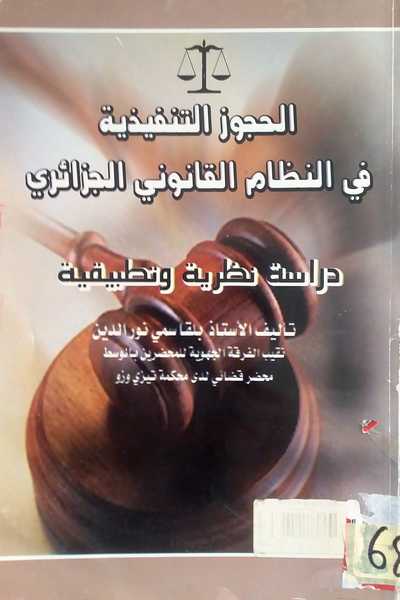 الحجوز التنفيذية
في النظام القانوني الجزائري
دراسة نظرية وتطبيقية
تأليف الأستاذ بلقاسمي نورالدين
نقيب الغرفة الجهوية للمحضرين بالوسط
محضر قضائي لدى محكمة تيزي وزو
68